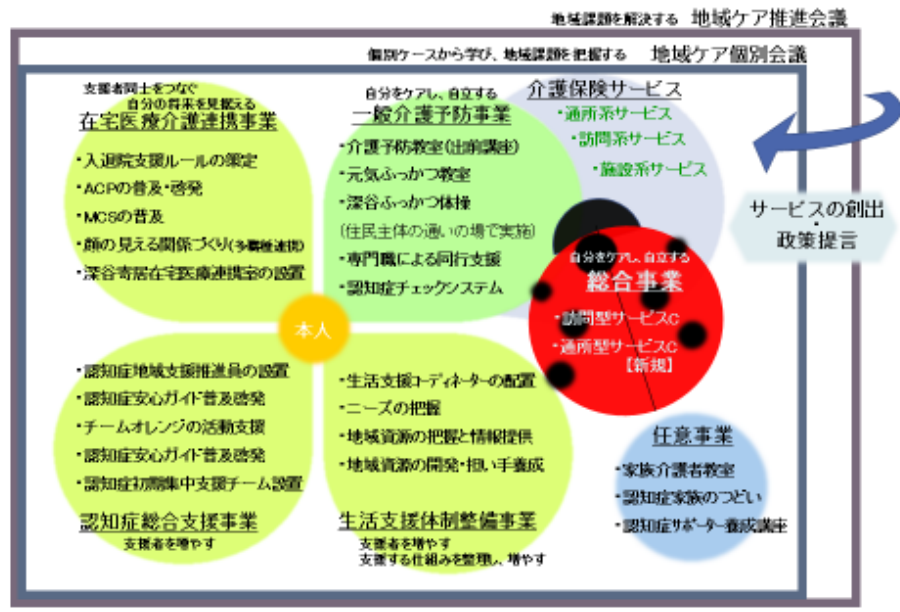 地域課題を解決する 地域ケア推進会議
個別ケースから学び、地域課題を把握する 地域ケア個別会議
支援者同士をつなぐ
自分の将来を見据える
在宅医療介護連携事業
・入退院支援ルールの策定
・ACPの普及・啓発
・MCSの普及
・顔の見える関係づくり(多職種連携)
・深谷寄居在宅医療連携室の設置
自分をケアし、自立する
一般介護予防事業
・介護予防教室(出前講座)
・元気ふっかつ教室
・深谷ふっかつ体操
(住民主体の通いの場で実施)
・専門職による同行支援
・認知症チェックシステム
介護保険サービス
・通所系サービス
・訪問系サービス
・施設系サービス
サービスの創出
・
政策提言
自分をケアし、自立する
総合事業
・訪問型サービスC
・通所型サービスC
【新規】
本人
・認知症地域支援推進員の設置
・認知症安心ガイド普及啓発
・チームオレンジの活動支援
・認知症安心ガイド普及啓発
・認知症初期集中支援チーム設置
認知症総合支援事業
支援者を増やす
・生活支援コーディネーターの配置
・ニーズの把握
・地域資源の把握と情報提供
・地域資源の開発・担い手養成
生活支援体制整備事業
支援者を増やす
支援する仕組みを整理し、増やす
任意事業
・家族介護者教室
・認知症家族のつどい
・認知症サポーター養成講座